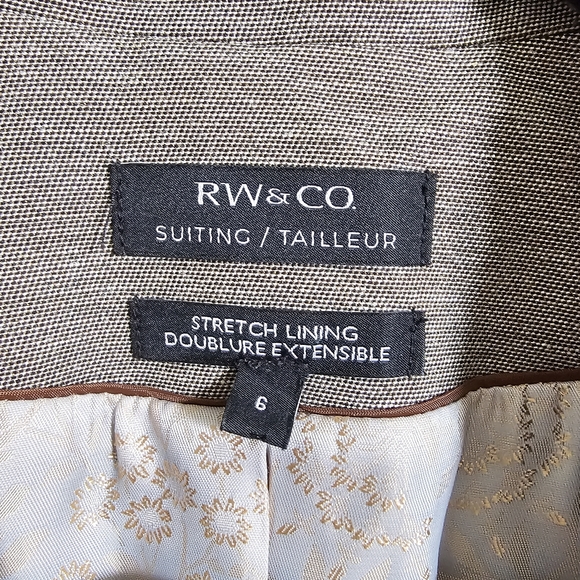 RW&CO.
SUITING / TAILLEUR
STRETCH LINING
DOUBLURE EXTENSIBLE
6